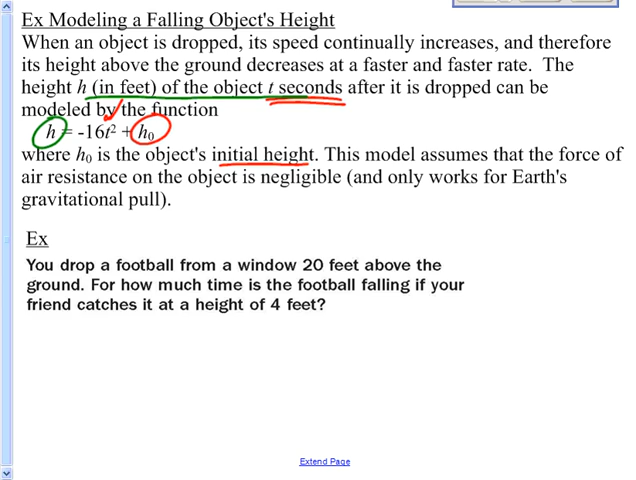 Ex Modeling a Falling Object's Height
When an object is dropped, its speed continually increases, and therefore
its height above the ground decreases at a faster and faster rate.  The
height h (in feet) of the object t seconds after it is dropped can be
modeled by the function
h = -16t² + h₀
where h₀ is the object's initial height.  This model assumes that the force of
air resistance on the object is negligible (and only works for Earth's
gravitational pull).
Ex
You drop a football from a window 20 feet above the
ground. For how much time is the football falling if your
friend catches it at a height of 4 feet?
Extend Page